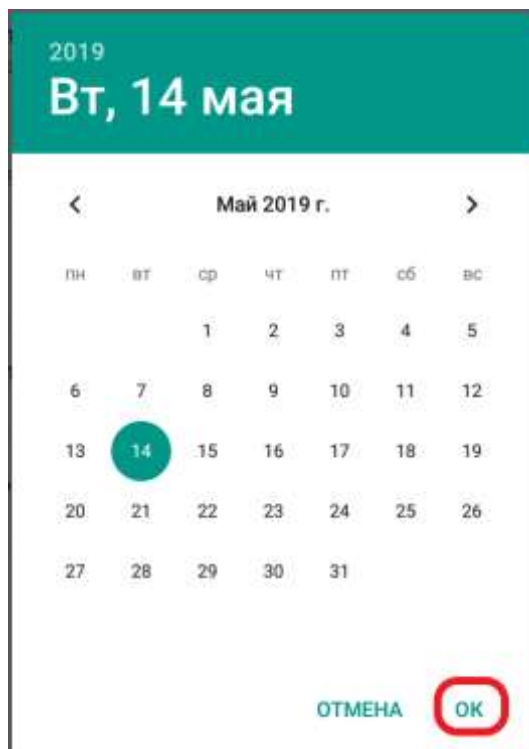 2019
Вт, 14 мая
Май 2019 г.
пн вт ср чт пт сб вс
1 2 3 4 5
6 7 8 9 10 11 12
13 14 15 16 17 18 19
20 21 22 23 24 25 26
27 28 29 30 31
ОТМЕНА ОК